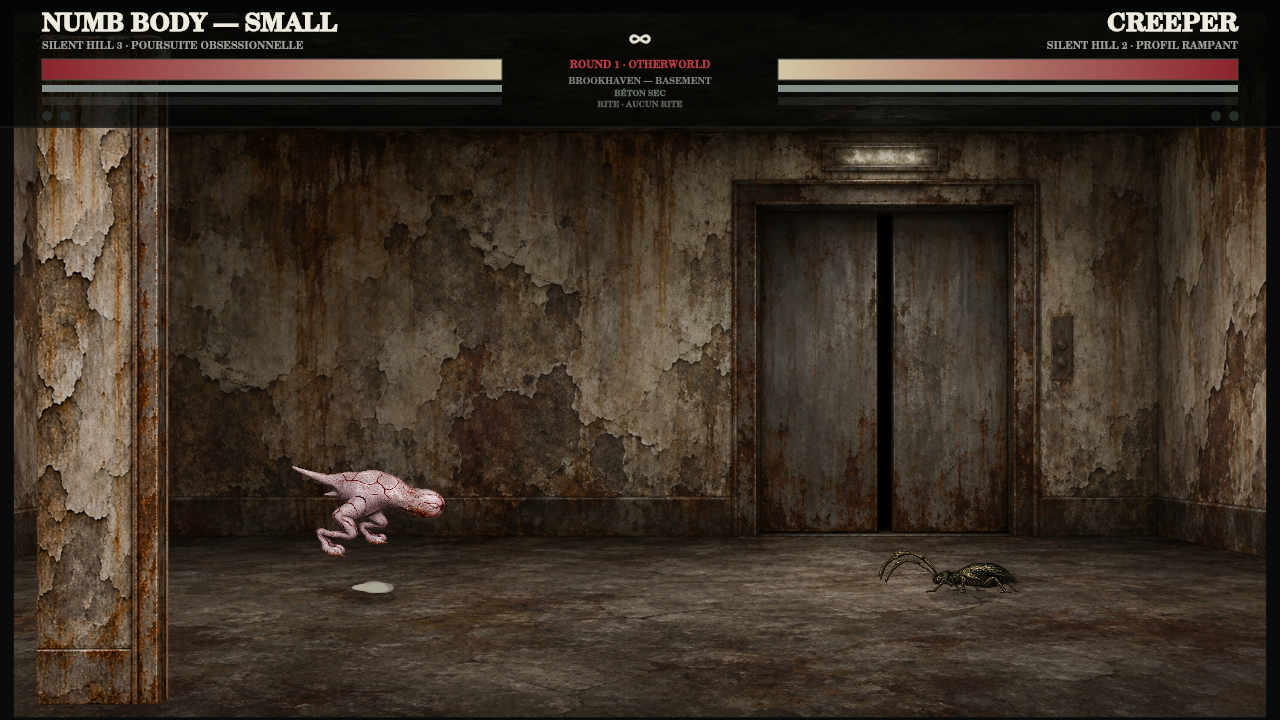 NUMB BODY — SMALL
SILENT HILL 3 · POURSUITE OBSESSIONNELLE
∞
ROUND 1 · OTHERWORLD
BROOKHAVEN — BASEMENT
BÉTON SEC
RITE · AUCUN RITE
CREEPER
SILENT HILL 2 · PROFIL RAMPANT